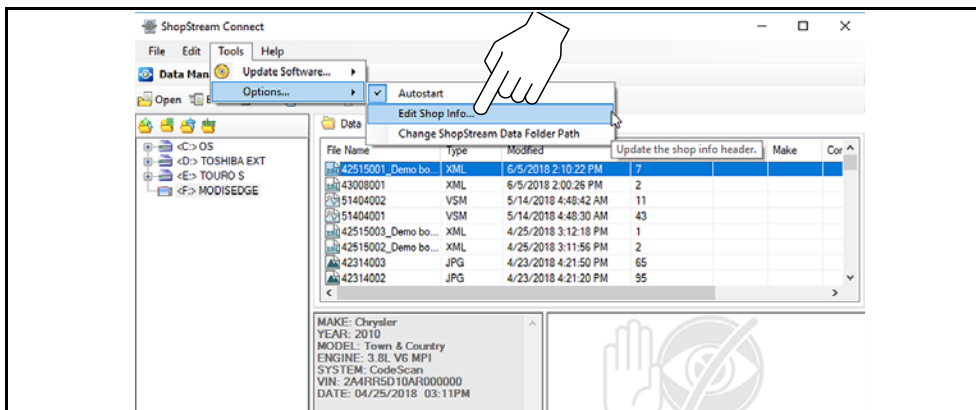 ShopStream Connect
File Edit Tools Help
Data Man
Update Software...
Open
Options...
Autostart
Edit Shop Info...
Change ShopStream Data Folder Path
Update the shop info header.
Data
<C:> OS
<D:> TOSHIBA EXT
<E:> TOURO S
<F:> MODISEDGE
File Name Type Modified Make Cor
42515001_Demo bo... XML 6/5/2018 2:10:22 PM 7
43008001 XML 6/5/2018 2:00:26 PM 2
51404002 VSM 5/14/2018 4:48:42 AM 11
51404001 VSM 5/14/2018 4:48:30 AM 43
42515003_Demo bo... XML 4/25/2018 3:12:18 PM 1
42515002_Demo bo... XML 4/25/2018 3:11:56 PM 2
42314003 JPG 4/23/2018 4:21:50 PM 65
42314002 JPG 4/23/2018 4:21:20 PM 95
MAKE: Chrysler
YEAR: 2010
MODEL: Town & Country
ENGINE: 3.8L V6 MPI
SYSTEM: CodeScan
VIN: 2A4RR5D10AR000000
DATE: 04/25/2018 03:11PM